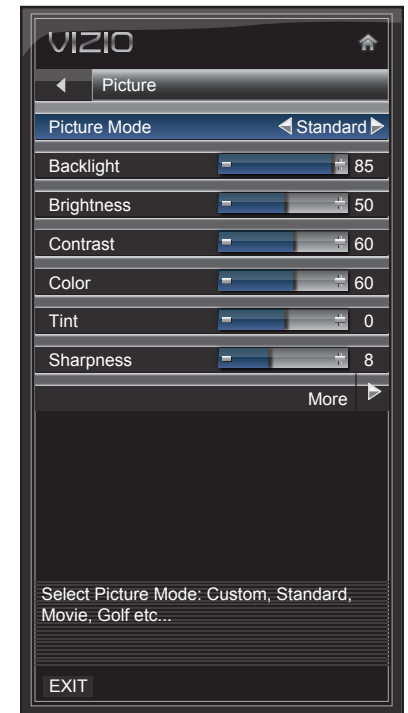 VIZIO
Picture
Picture Mode Standard
Backlight 85
Brightness 50
Contrast 60
Color 60
Tint 0
Sharpness 8
More
Select Picture Mode: Custom, Standard,
Movie, Golf etc...
EXIT